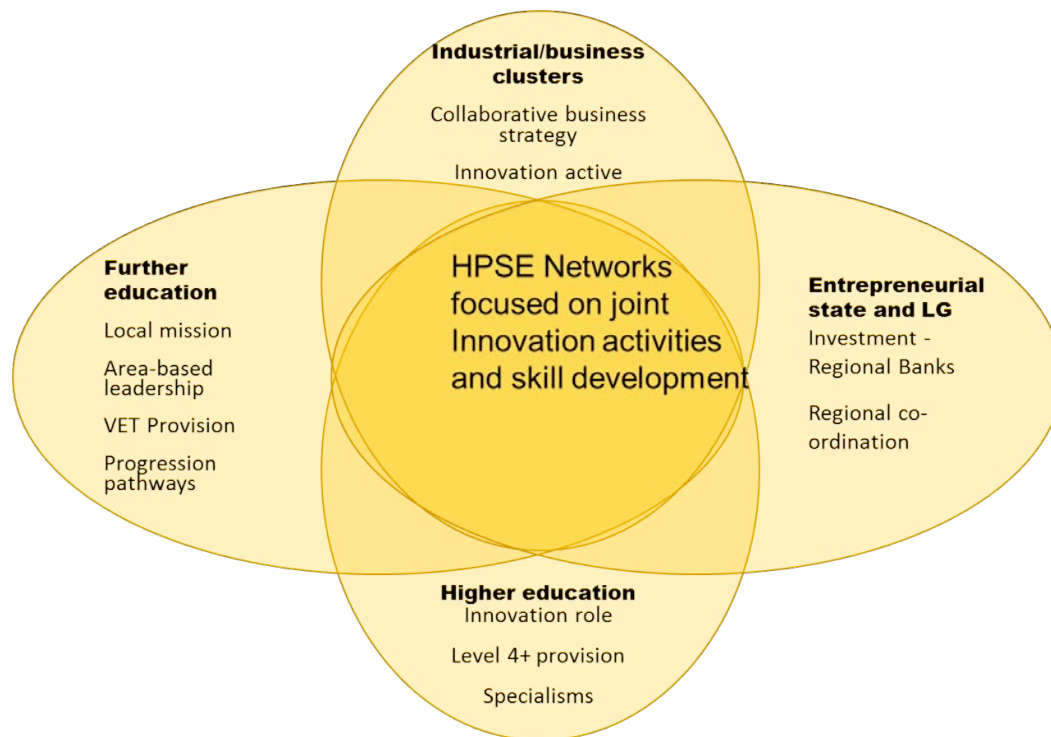 Industrial/business
clusters
Collaborative business
strategy
Innovation active
Further
education
Local mission
Area-based
leadership
VET Provision
Progression
pathways
HPSE Networks
focused on joint
Innovation activities
and skill development
Entrepreneurial
state and LG
Investment -
Regional Banks
Regional co-
ordination
Higher education
Innovation role
Level 4+ provision
Specialisms